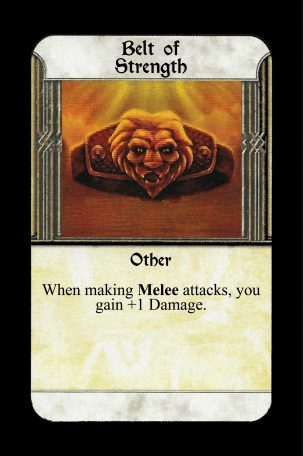 Belt of
Strength
Other
When making Melee attacks, you
gain +1 Damage.